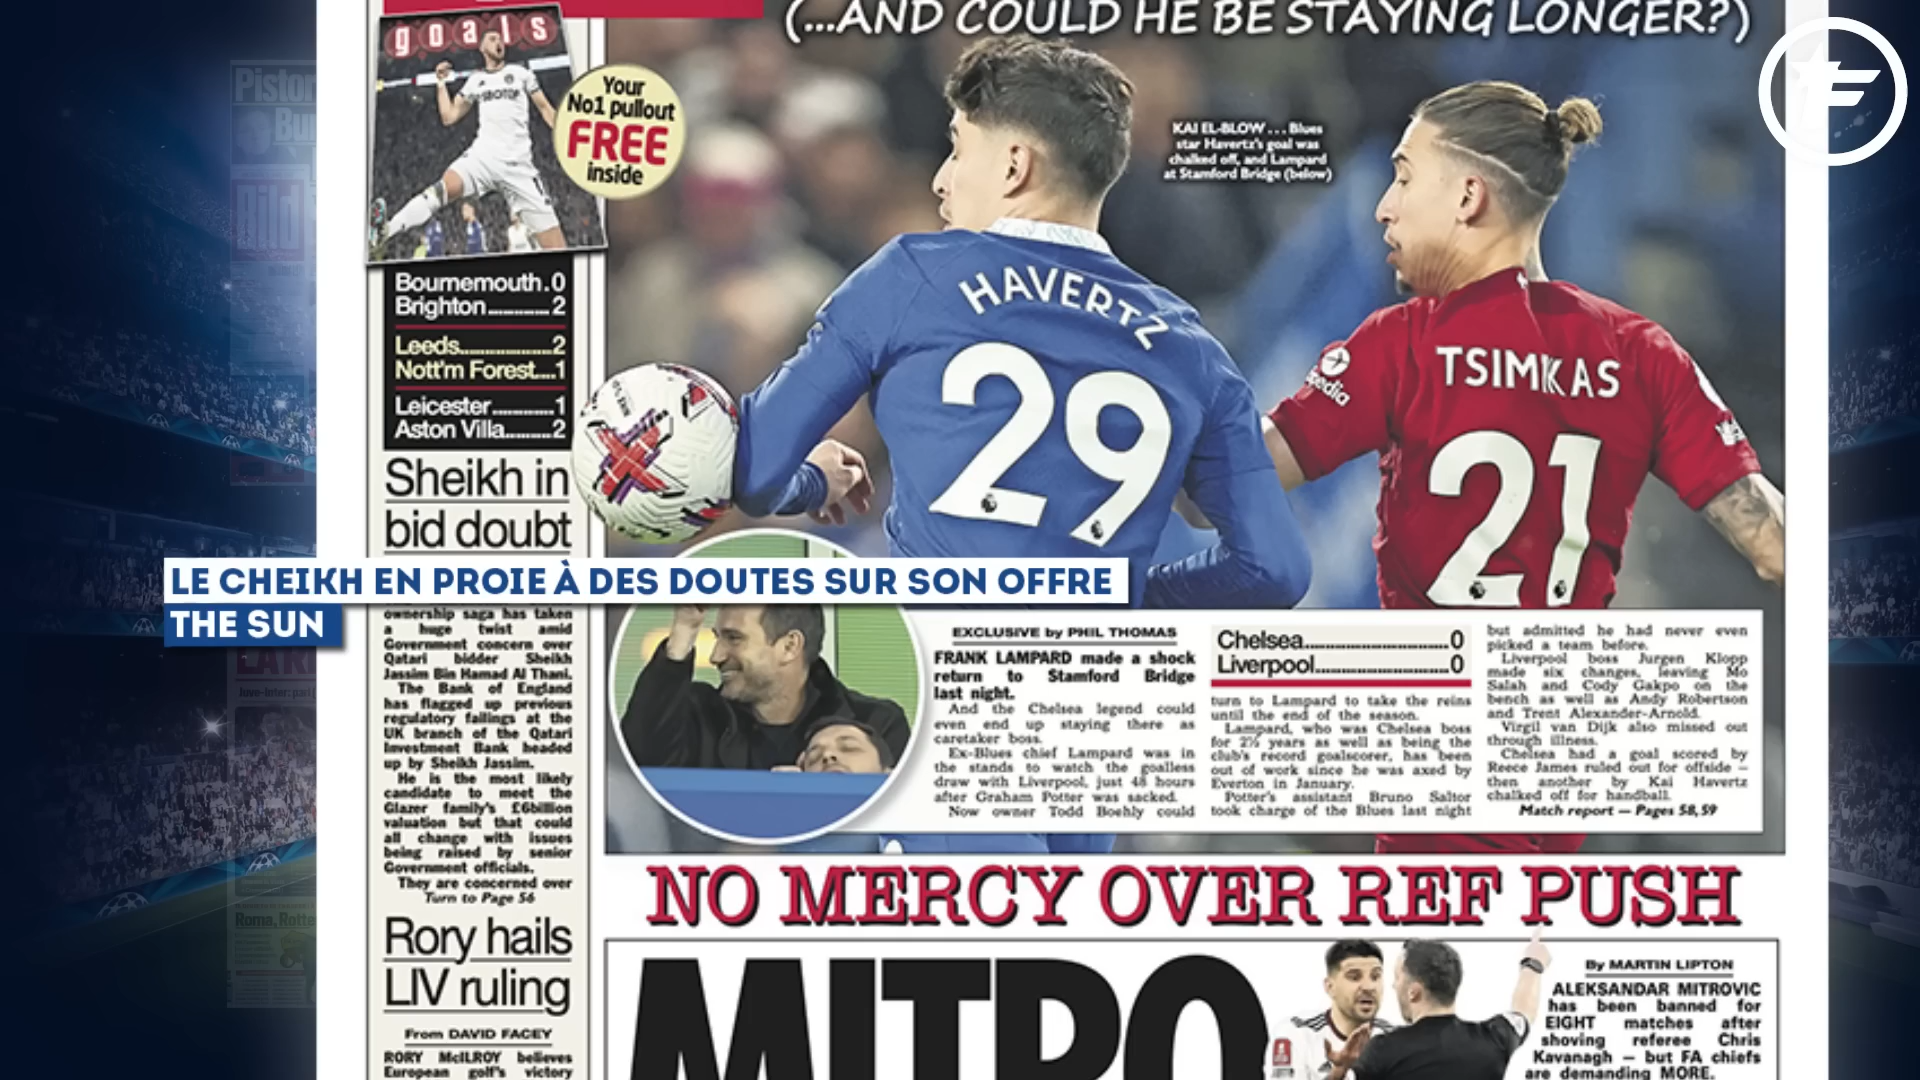 (...AND COULD HE BE STAYING LONGER?)
goals
Your
No1 pullout
FREE
inside
KAI EL-BLOW ... Blues
star Havertz's goal was
chalked off, and Lampard
at Stamford Bridge (below)
HAVERTZ
29
TSIMIKAS
21
Bournemouth.0
Brighton..............2
Leeds....................2
Nott'm Forest....1
Leicester.............1
Aston Villa..........2
Sheikh in
bid doubt
LE CHEIKH EN PROIE À DES DOUTES SUR SON OFFRE
THE SUN
ownership saga has taken
a huge twist amid
Government concern over
Qatari bidder Sheikh
Jassim Bin Hamad Al Thani.
The Bank of England
has flagged up previous
regulatory failings at the
UK branch of the Qatari
Investment Bank headed
up by Sheikh Jassim.
He is the most likely
candidate to meet the
Glazer family's £6billion
valuation but that could
all change with issues
being raised by senior
Government officials.
They are concerned over
Turn to Page 56
Rory hails
LIV ruling
From DAVID FACEY
RORY McILROY believes
European golf's victory
EXCLUSIVE by PHIL THOMAS
FRANK LAMPARD made a shock
return to Stamford Bridge
last night.
And the Chelsea legend could
even end up staying there as
caretaker boss.
Ex-Blues chief Lampard was in
the stands to watch the goalless
draw with Liverpool, just 48 hours
after Graham Potter was sacked.
Now owner Todd Boehly could
Chelsea.............................0
Liverpool...........................0
turn to Lampard to take the reins
until the end of the season.
Lampard, who was Chelsea boss
for 2½ years as well as being the
club's record goalscorer, has been
out of work since he was axed by
Everton in January.
Potter's assistant Bruno Saltor
took charge of the Blues last night
but admitted he had never even
picked a team before.
Liverpool boss Jurgen Klopp
made six changes, leaving Mo
Salah and Cody Gakpo on the
bench as well as Andy Robertson
and Trent Alexander-Arnold.
Virgil van Dijk also missed out
through illness.
Chelsea had a goal scored by
Reece James ruled out for offside –
then another by Kai Havertz
chalked off for handball.
Match report — Pages 58,59
NO MERCY OVER REF PUSH
MITRO
By MARTIN LIPTON
ALEKSANDAR MITROVIC
has been banned for
EIGHT matches after
shoving referee Chris
Kavanagh – but FA chiefs
are demanding MORE.